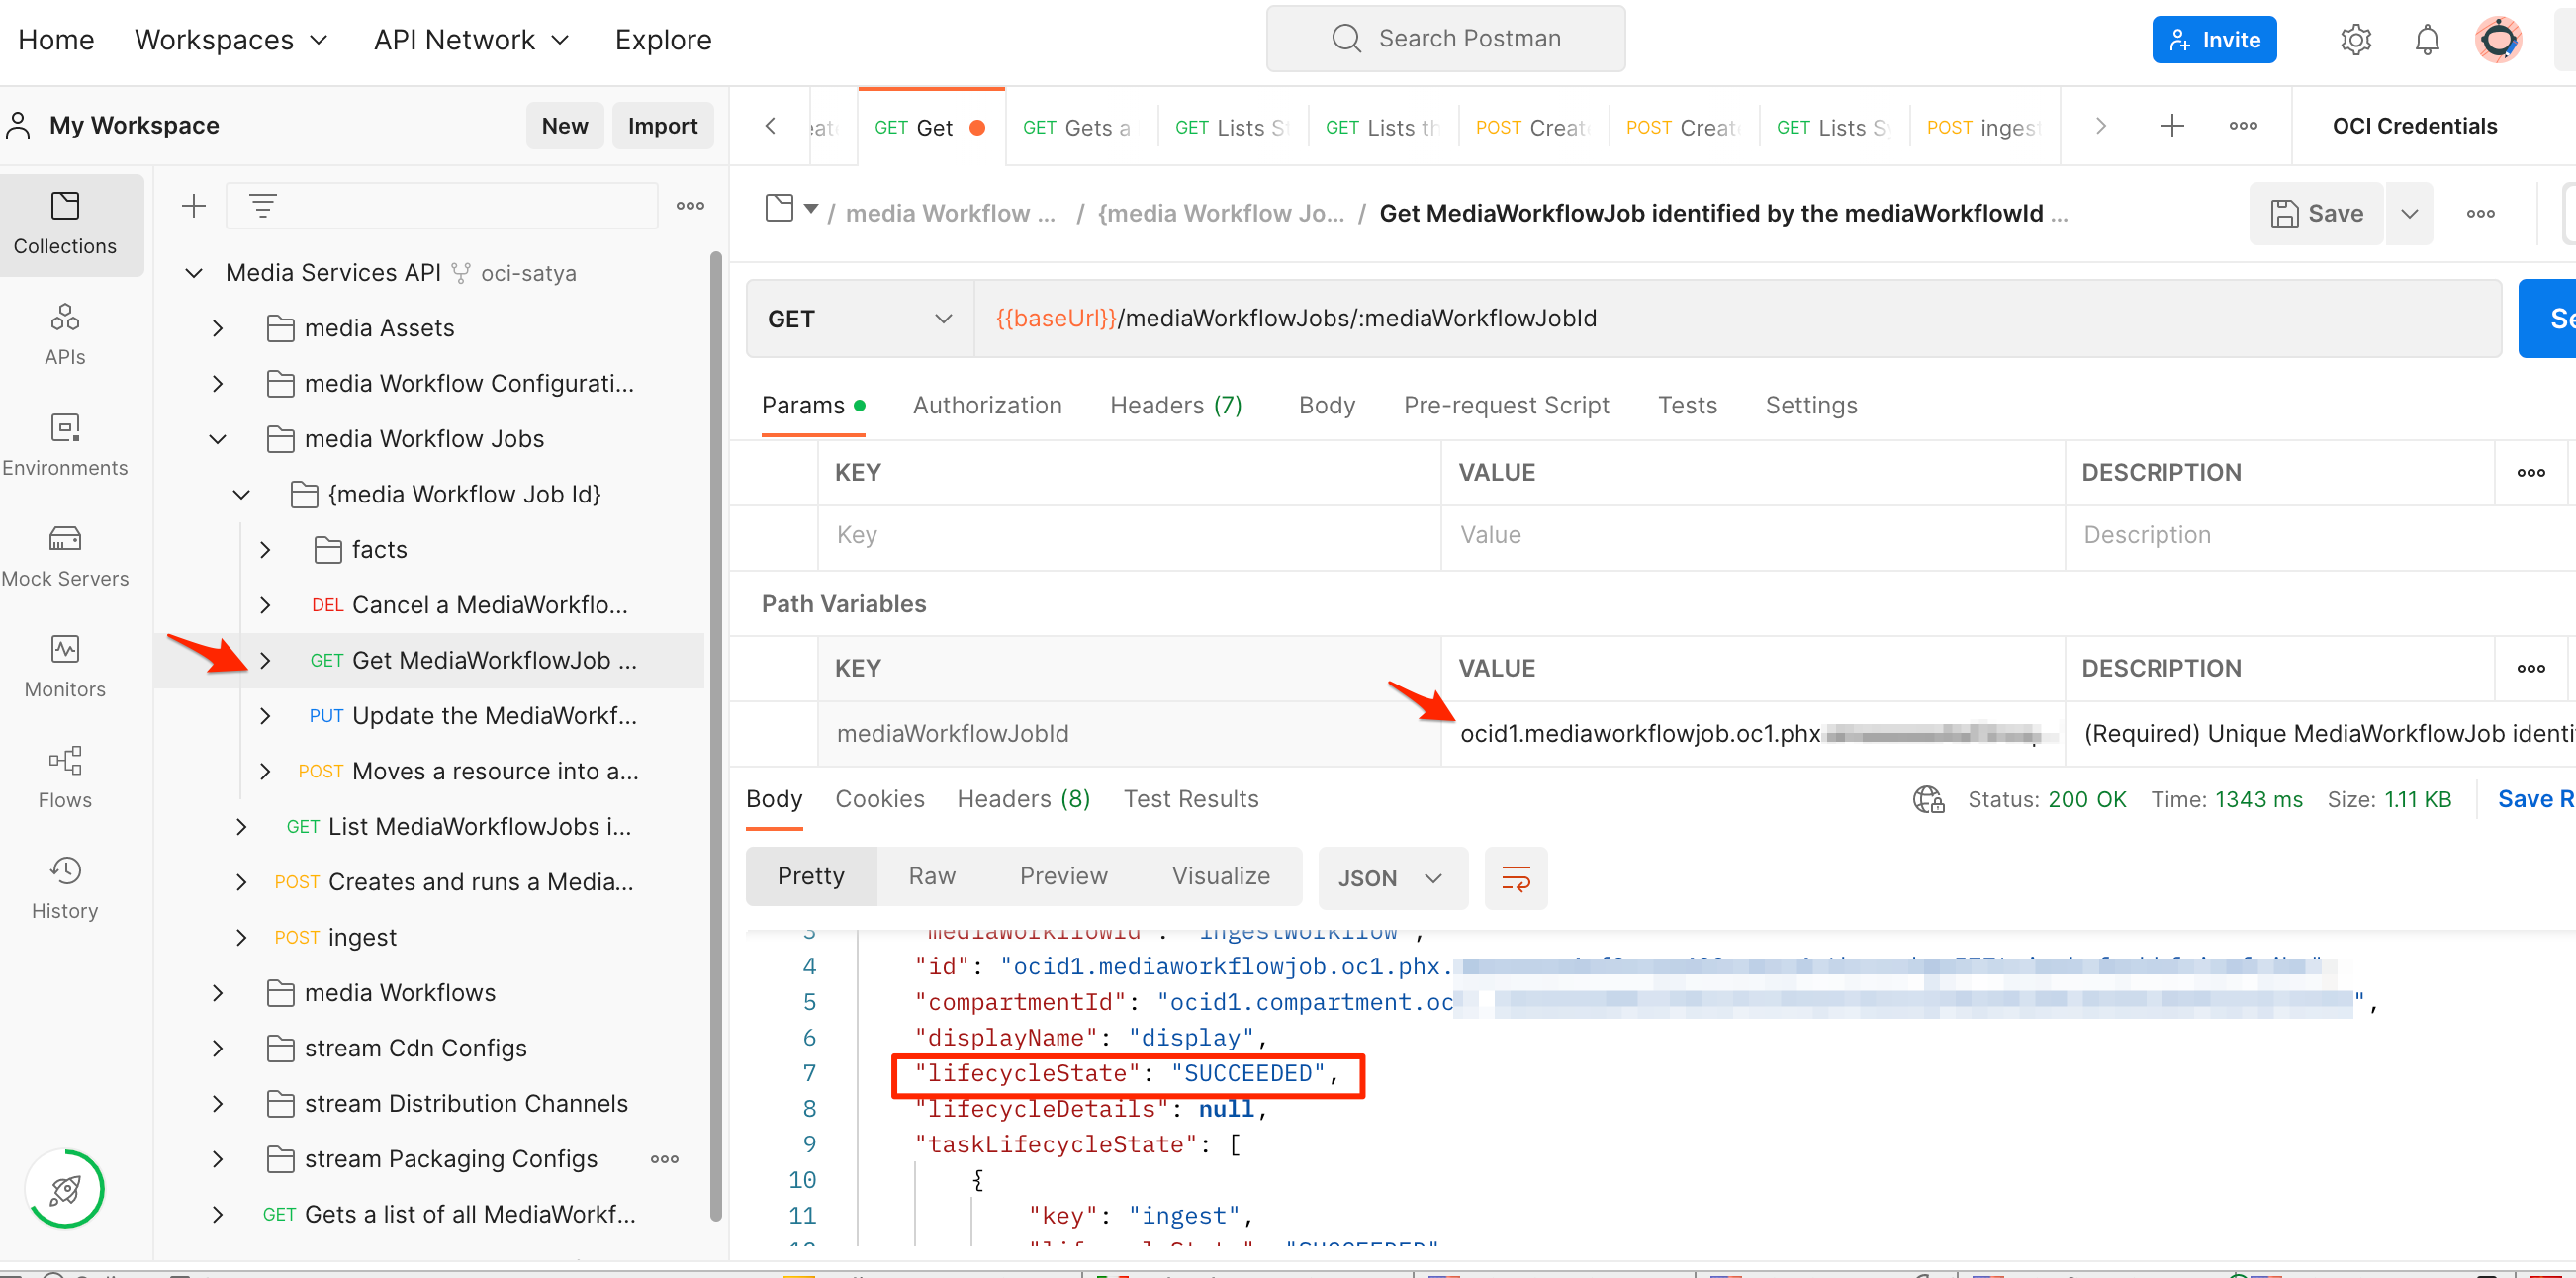 Home Workspaces API Network Explore Search Postman Invite
My Workspace New Import
GET Get GET Gets a GET Lists GET Lists POST POST GET Lists POST OCI Credentials
media Workflow ... / {media Workflow Jo... / Get MediaWorkflowJob identified by the mediaWorkflowId ... Save
Collections
APIs
Environments
Mock Servers
Monitors
Flows
History
Media Services API oci-satya
media Assets
media Workflow Configurati...
media Workflow Jobs
{media Workflow Job Id}
facts
DEL Cancel a MediaWorkflo...
GET Get MediaWorkflowJob ...
PUT Update the MediaWorkf...
POST Moves a resource into a...
GET List MediaWorkflowJobs i...
POST Creates and runs a Media...
POST ingest
media Workflows
stream Cdn Configs
stream Distribution Channels
stream Packaging Configs
GET Gets a list of all MediaWorkf...
GET {{baseUrl}}/mediaWorkflowJobs/:mediaWorkflowJobId
Params Authorization Headers (7) Body Pre-request Script Tests Settings
KEY VALUE DESCRIPTION
Key Value Description
Path Variables
KEY VALUE DESCRIPTION
mediaWorkflowJobId ocid1.mediaworkflowjob.oc1.phx (Required) Unique MediaWorkflowJob
Body Cookies Headers (8) Test Results Status: 200 OK Time: 1343 ms Size: 1.11 KB Save R
Pretty Raw Preview Visualize JSON
3 "mediaWorkflowId": "ingestWorkflow",
4 "id": "ocid1.mediaworkflowjob.oc1.phx.
5 "compartmentId": "ocid1.compartment.oc ",
6 "displayName": "display",
7 "lifecycleState": "SUCCEEDED",
8 "lifecycleDetails": null,
9 "taskLifecycleState": [
10 {
11 "key": "ingest",